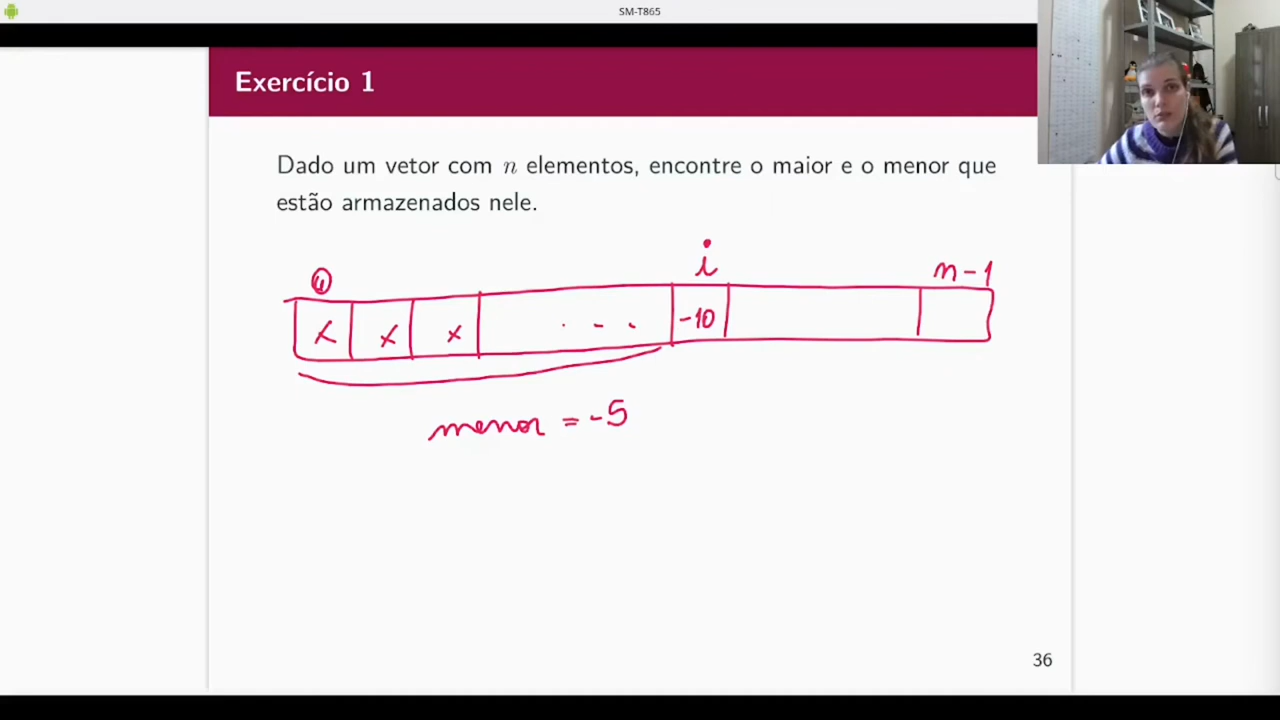 SM-T865
Exercício 1
Dado um vetor com n elementos, encontre o maior e o menor que
estão armazenados nele.
i
n-1
x x x . - . -10
menor = -5
36